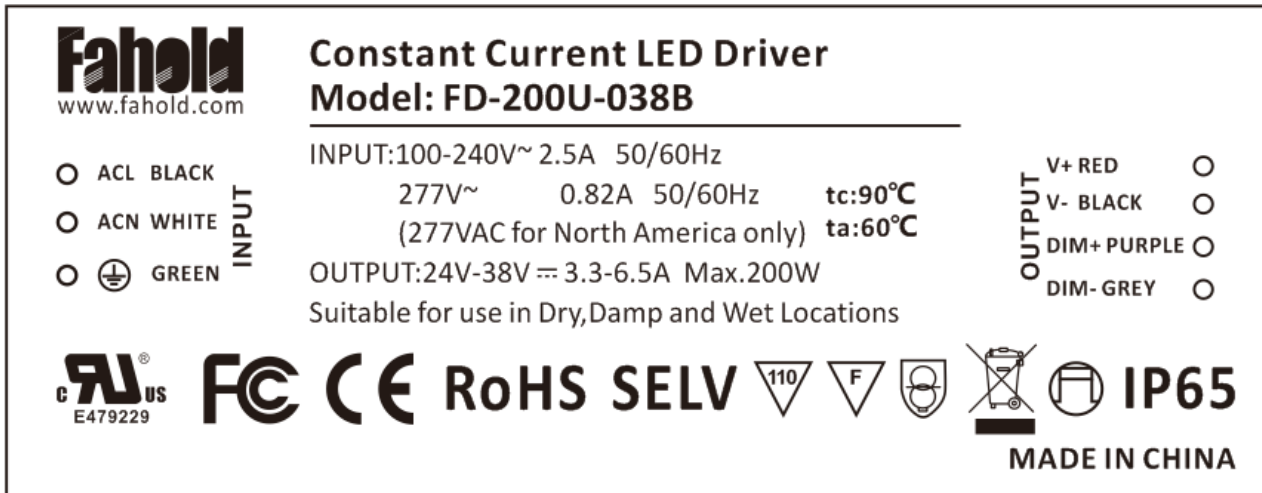 Fahold
www.fahold.com
Constant Current LED Driver
Model: FD-200U-038B
ACL BLACK
ACN WHITE
GREEN
INPUT
INPUT:100-240V~ 2.5A 50/60Hz
277V~ 0.82A 50/60Hz tc:90℃
(277VAC for North America only) ta:60℃
OUTPUT:24V-38V ⎓ 3.3-6.5A Max.200W
Suitable for use in Dry,Damp and Wet Locations
OUTPUT
V+ RED
V- BLACK
DIM+ PURPLE
DIM- GREY
c RU ® US
E479229
FC CE RoHS SELV 110 F IP65
MADE IN CHINA